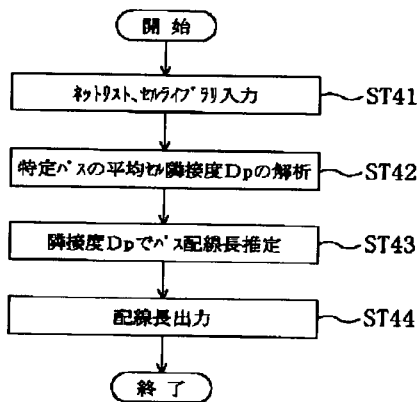 開 始
ネットリスト、セルライブラリ入力 ST41
特定パスの平均セル隣接度Dpの解析 ST42
隣接度Dpでパス配線長推定 ST43
配線長出力 ST44
終 了